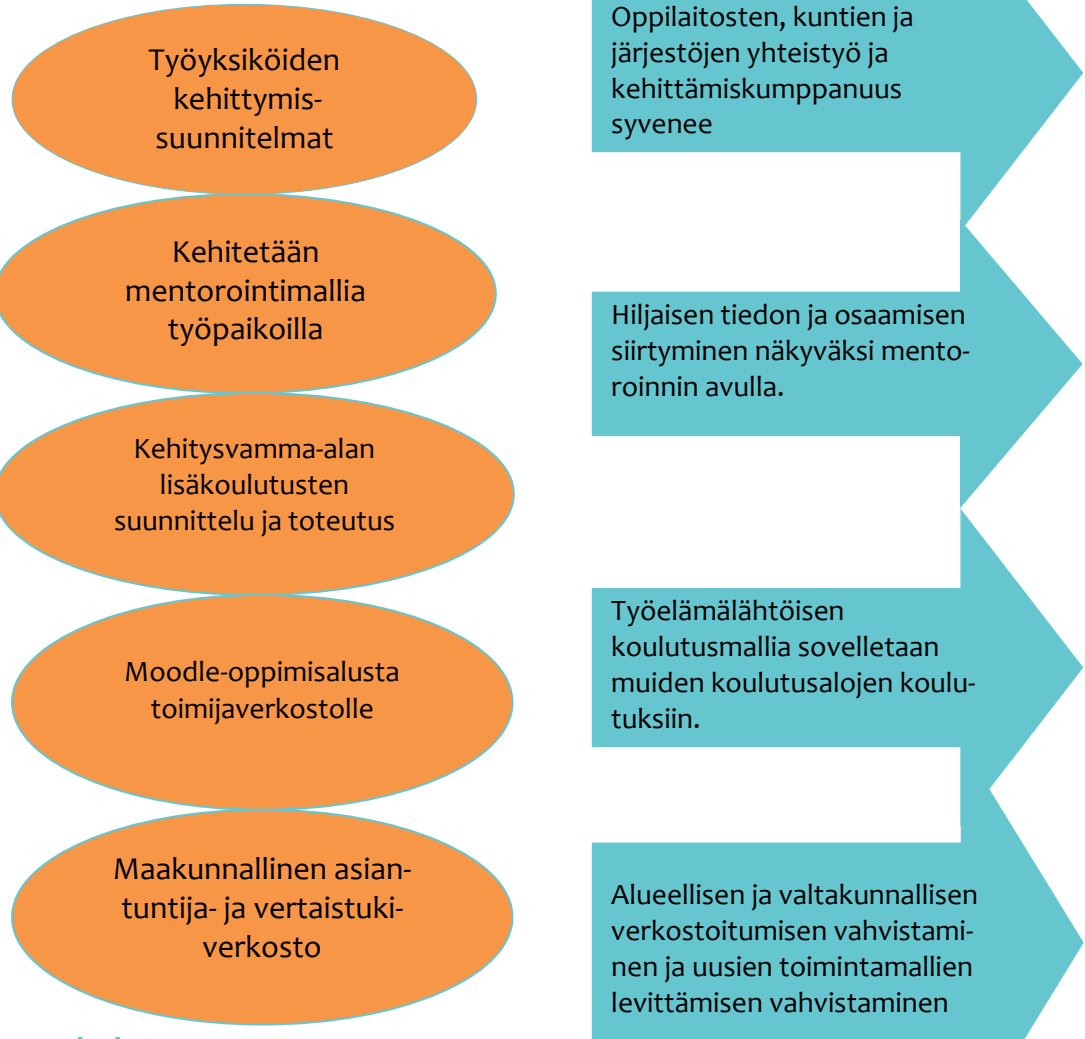 Työyksiköiden
kehittymis-
suunnitelmat
Kehitetään
mentorointimallia
työpaikoilla
Kehitysvamma-alan
lisäkoulutusten
suunnittelu ja toteutus
Moodle-oppimisalusta
toimijaverkostolle
Maakunnallinen asian-
tuntija- ja vertaistuki-
verkosto
Oppilaitosten, kuntien ja
järjestöjen yhteistyö ja
kehittämiskumppanuus
syvenee
Hiljaisen tiedon ja osaamisen
siirtyminen näkyväksi mento-
roinnin avulla.
Työelämälähtöisen
koulutusmallia sovelletaan
muiden koulutusalojen koulu-
tuksiin.
Alueellisen ja valtakunnallisen
verkostoitumisen vahvistami-
nen ja uusien toimintamallien
levittämisen vahvistaminen